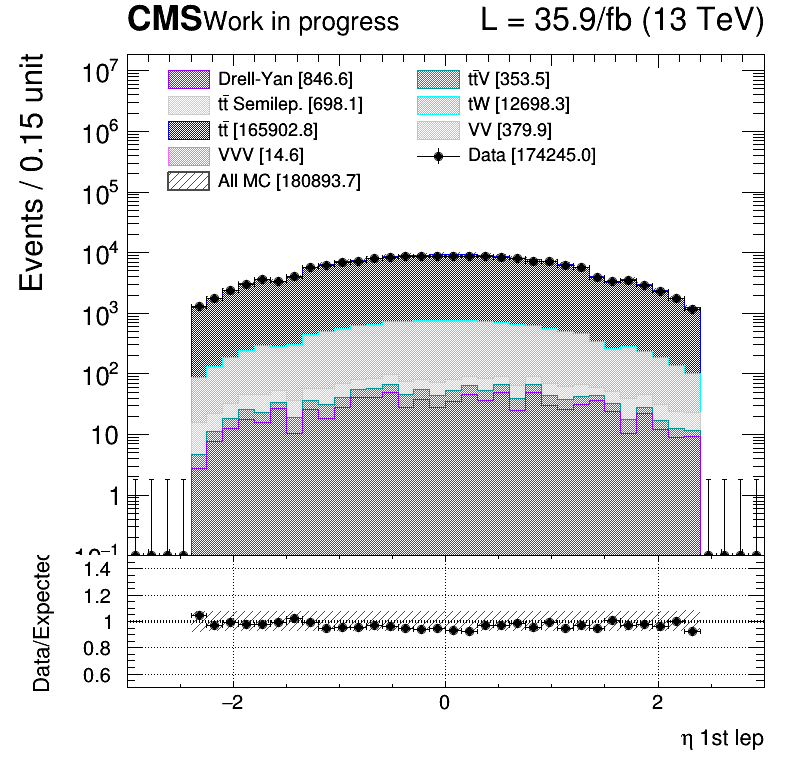 CMS Work in progress L = 35.9/fb (13 TeV)
Events / 0.15 unit
10⁷
10⁶
10⁵
10⁴
10³
10²
10
1
10⁻¹
Drell-Yan [846.6]
tt̄ Semilep. [698.1]
tt̄ [165902.8]
VVV [14.6]
All MC [180893.7]
tt̄V [353.5]
tW [12698.3]
VV [379.9]
Data [174245.0]
Data/Expected
1.4
1.2
1
0.8
0.6
−2 0 2
η 1st lep